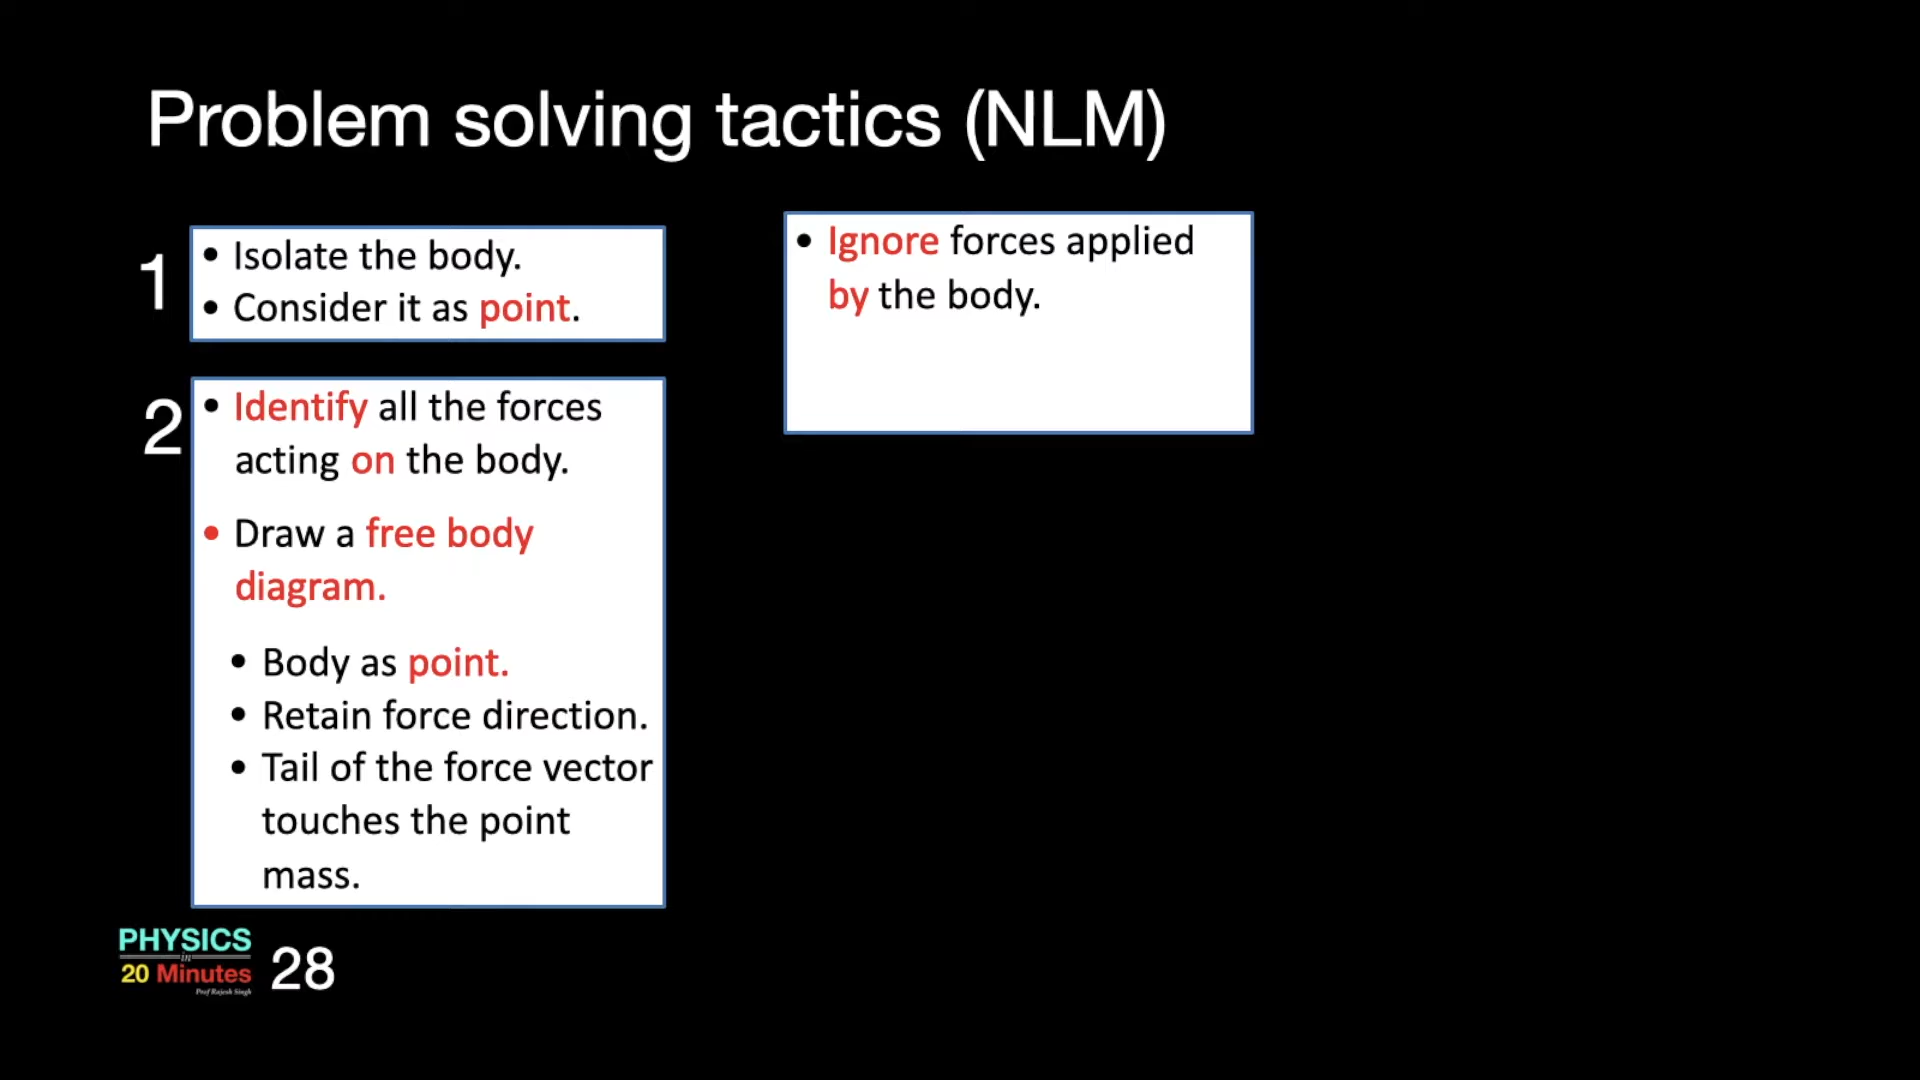 Problem solving tactics (NLM)
1
• Isolate the body.
• Consider it as point.
2
• Identify all the forces
acting on the body.
• Draw a free body
diagram.
• Body as point.
• Retain force direction.
• Tail of the force vector
touches the point
mass.
• Ignore forces applied
by the body.
PHYSICS
in
20 Minutes
Prof Rajesh Singh
28